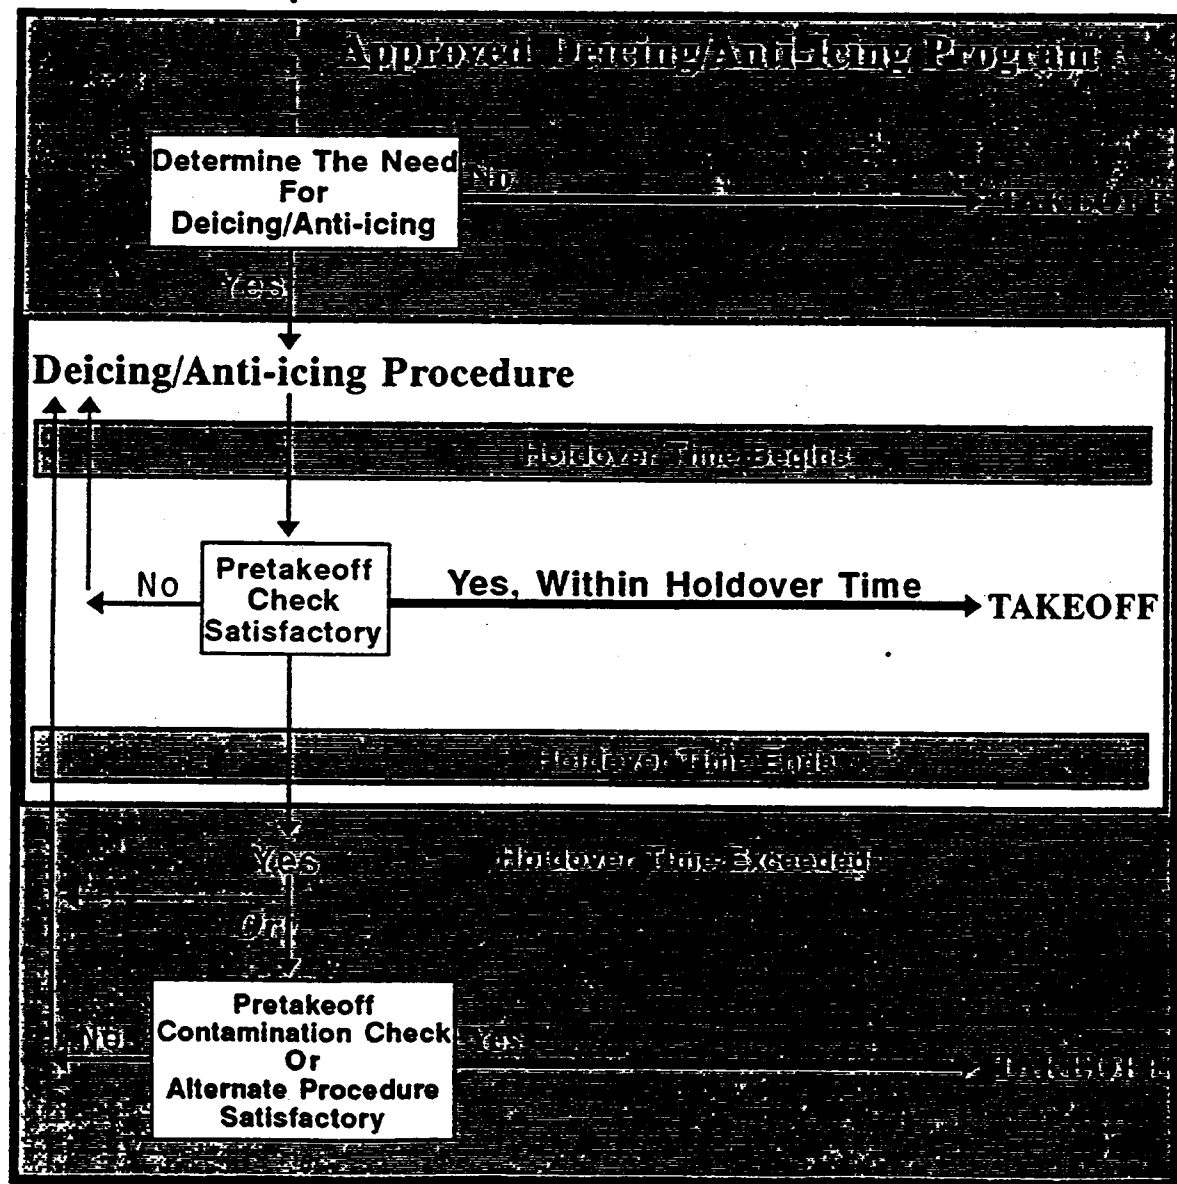 Approved Deicing/Anti-Icing Program
Determine The Need
For
Deicing/Anti-icing
No
TAKEOFF
Yes
Deicing/Anti-icing Procedure
Holdover Time Begins
No
Pretakeoff
Check
Satisfactory
Yes, Within Holdover Time
TAKEOFF
Holdover Time Ends
Yes
Holdover Time Exceeded
Or
Pretakeoff
Contamination Check
Or
Alternate Procedure
Satisfactory
No
Yes
TAKEOFF